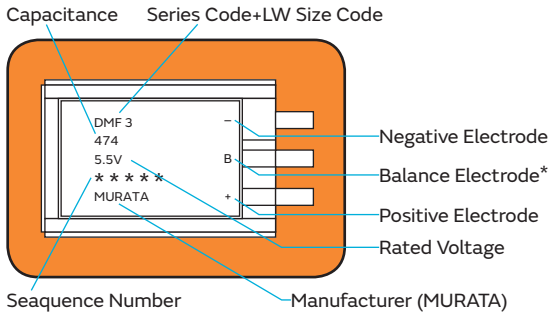 Capacitance
Series Code+LW Size Code
DMF 3
474
5.5V
*****
MURATA
−
B
+
Negative Electrode
Balance Electrode*
Positive Electrode
Rated Voltage
Seaquence Number
Manufacturer (MURATA)